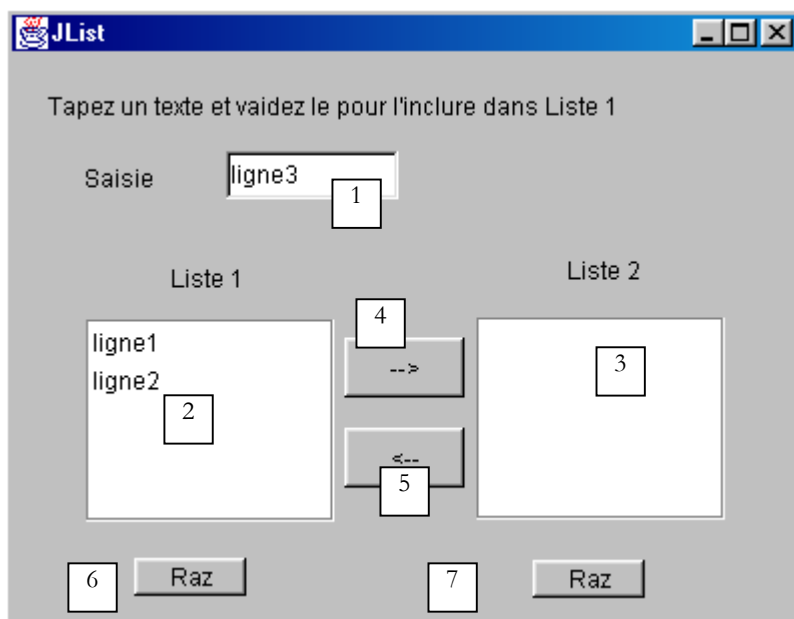 JList
Tapez un texte et vaidez le pour l'inclure dans Liste 1
Saisie
ligne3
1
Liste 1
Liste 2
ligne1
ligne2
2
4
-->
3
<--
5
6
Raz
7
Raz